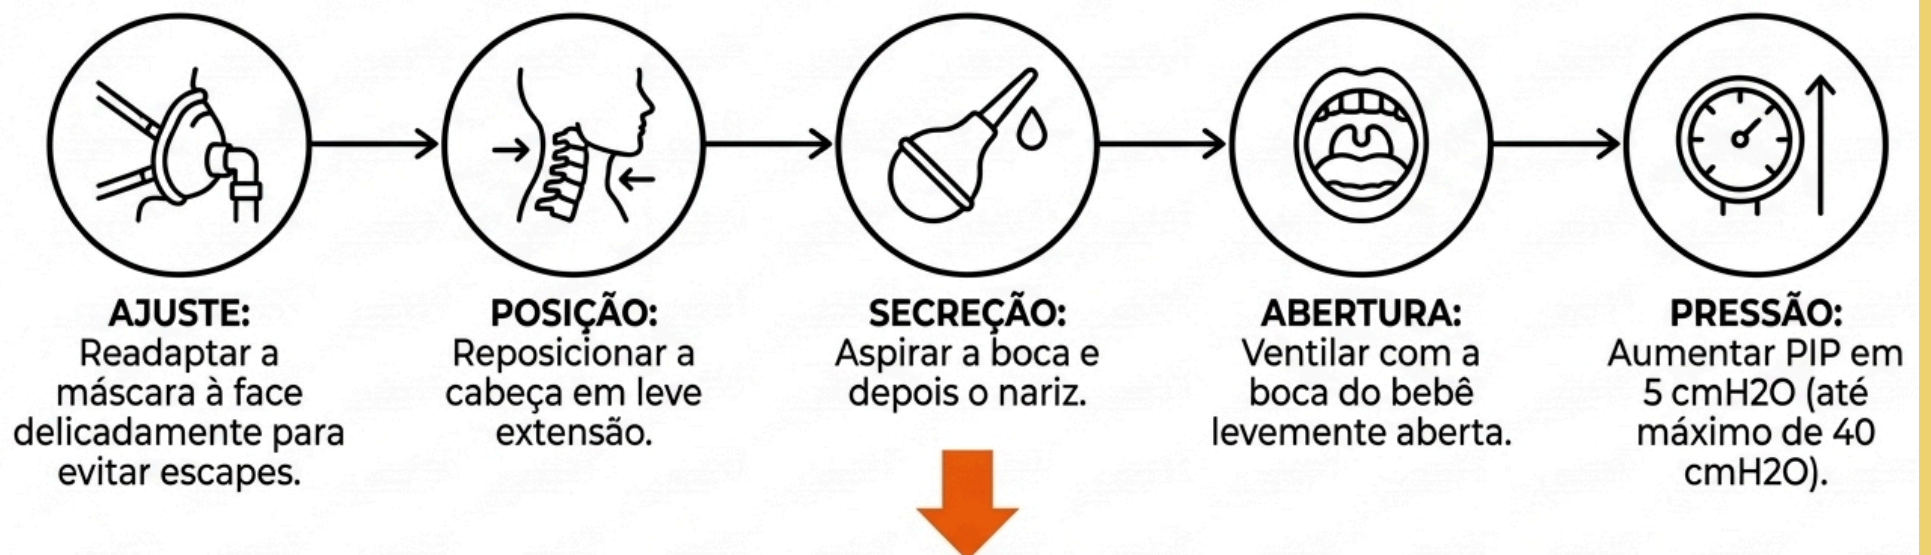 AJUSTE:
Readaptar a
máscara à face
delicadamente para
evitar escapes.
POSIÇÃO:
Reposicionar a
cabeça em leve
extensão.
SECREÇÃO:
Aspirar a boca e
depois o nariz.
ABERTURA:
Ventilar com a
boca do bebê
levemente aberta.
PRESSÃO:
Aumentar PIP em
5 cmH2O (até
máximo de 40
cmH2O).